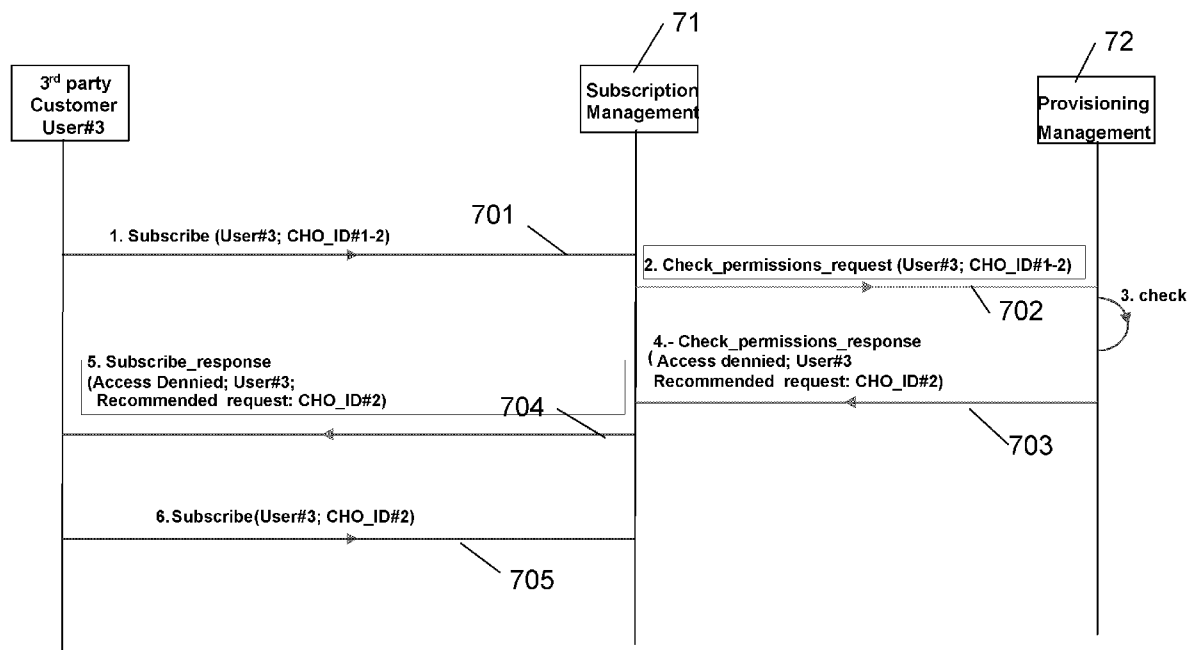 71
72
3rd party
Customer
User#3
Subscription
Management
Provisioning
Management
701
1. Subscribe (User#3; CHO_ID#1-2)
2. Check_permissions_request (User#3; CHO_ID#1-2)
702
3. check
4.- Check_permissions_response
(Access dennied; User#3
Recommended request: CHO_ID#2)
5. Subscribe_response
(Access Dennied; User#3;
Recommended request: CHO_ID#2)
704
703
6.Subscribe(User#3; CHO_ID#2)
705